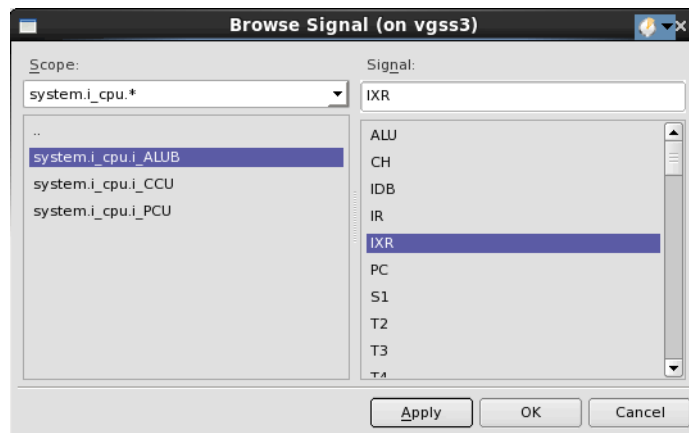 Browse Signal (on vgss3)
Scope:
system.i_cpu.*
..
system.i_cpu.i_ALUB
system.i_cpu.i_CCU
system.i_cpu.i_PCU
Signal:
IXR
ALU
CH
IDB
IR
IXR
PC
S1
T2
T3
T4
Apply OK Cancel